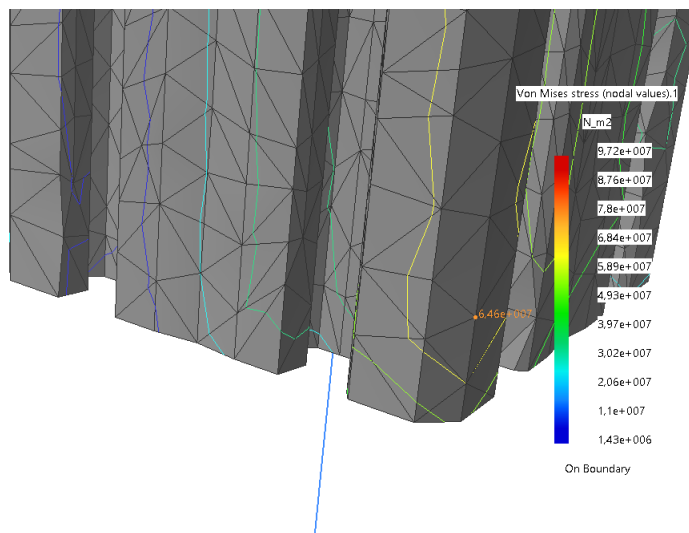 Von Mises stress (nodal values).1
N_m2
9,72e+007
8,76e+007
7,8e+007
6,84e+007
5,89e+007
4,93e+007
3,97e+007
3,02e+007
2,06e+007
1,1e+007
1,43e+006
On Boundary
6,46e+007